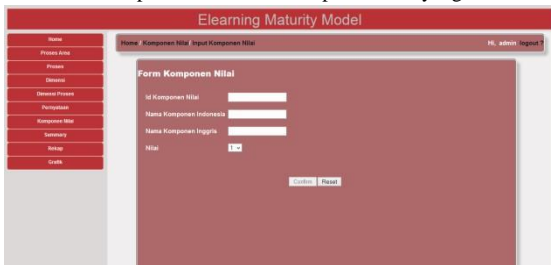 Elearning Maturity Model
Home
Proses Area
Proses
Dimensi
Dimensi Proses
Pernyataan
Komponen Nilai
Summary
Rekap
Grafik
Home / Komponen Nilai / Input Komponen Nilai
Hi, admin logout ?
Form Komponen Nilai
Id Komponen Nilai
Nama Komponen Indonesia
Nama Komponen Inggris
Nilai 1
Confirm Reset